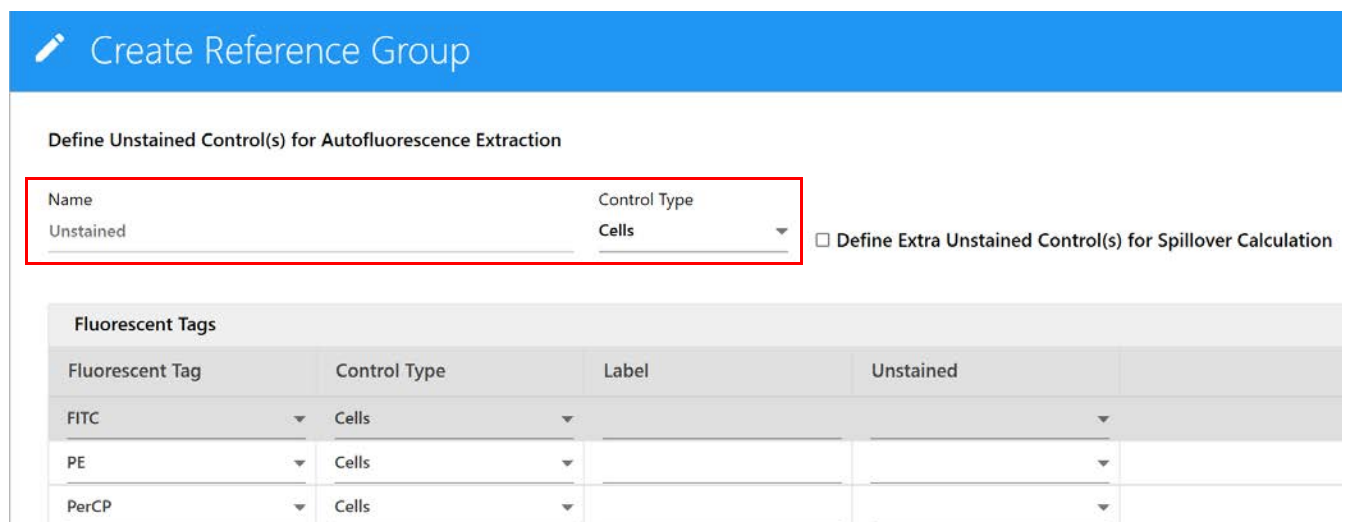 Create Reference Group
Define Unstained Control(s) for Autofluorescence Extraction
Name Control Type
Unstained Cells Define Extra Unstained Control(s) for Spillover Calculation
Fluorescent Tags
Fluorescent Tag Control Type Label Unstained
FITC Cells
PE Cells
PerCP Cells